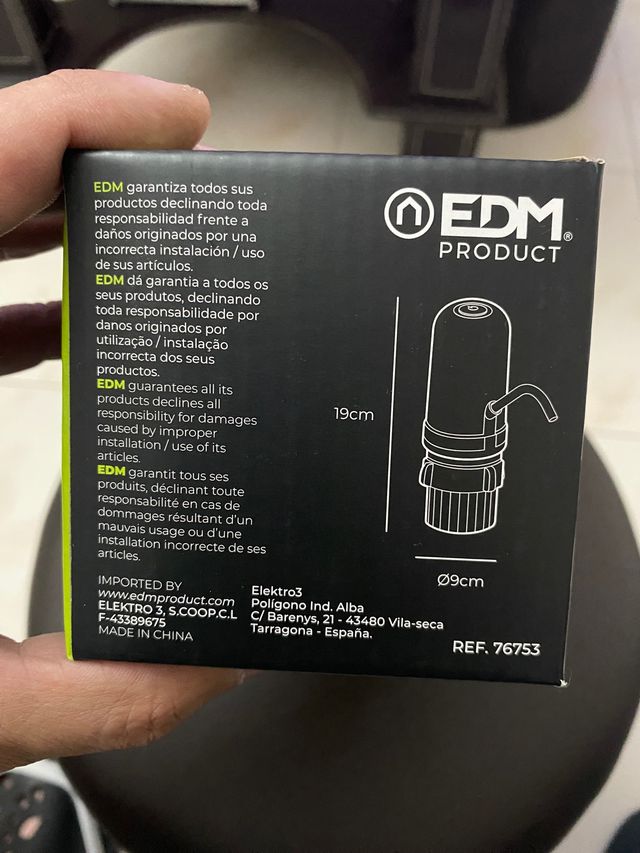 EDM garantiza todos sus
productos declinando toda
responsabilidad frente a
daños originados por una
incorrecta instalación / uso
de sus artículos.
EDM dá garantia a todos os
seus produtos, declinando
toda responsabilidade por
danos originados por
utilização / instalação
incorrecta dos seus
productos.
EDM guarantees all its
products declines all
responsibility for damages
caused by improper
installation / use of its
articles.
EDM garantit tous ses
produits, déclinant toute
responsabilité en cas de
dommages résultant d'un
mauvais usage ou d'une
installation incorrecte de ses
articles.
IMPORTED BY
www.edmproduct.com
ELEKTRO 3, S.COOP.C.L
F-43389675
MADE IN CHINA
Elektro3
Polígono Ind. Alba
C/ Barenys, 21 - 43480 Vila-seca
Tarragona - España.
EDM®
PRODUCT
19cm
Ø9cm
REF. 76753